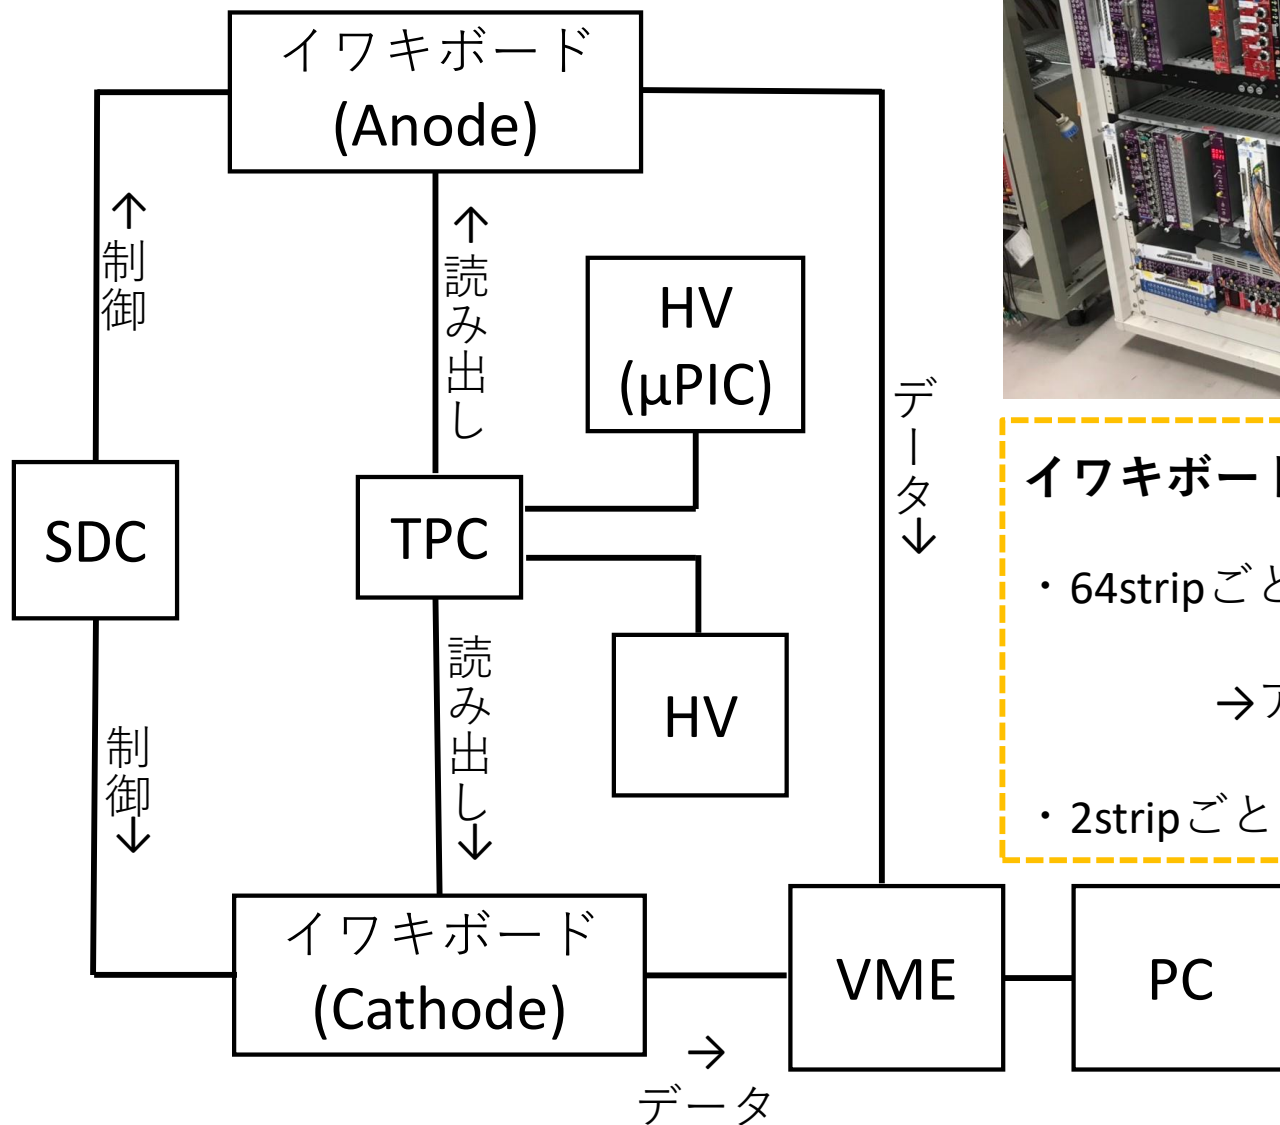 イワキボード
(Anode)
↑
制御
↑
読み出し
HV
(μPIC)
データ
↓
SDC
TPC
イワキボード
・64stripごと
→ア
・2stripごと
HV
読み出し
↓
制御
↓
イワキボード
(Cathode)
VME
PC
→
データ